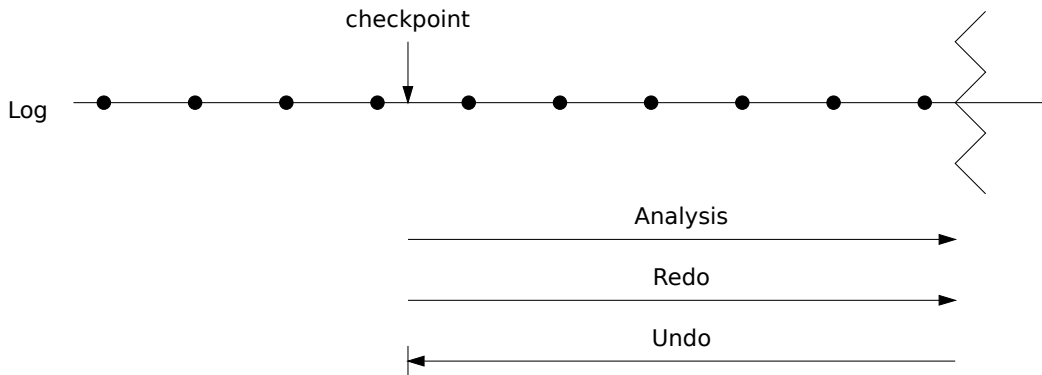 checkpoint
Log
Analysis
Redo
Undo